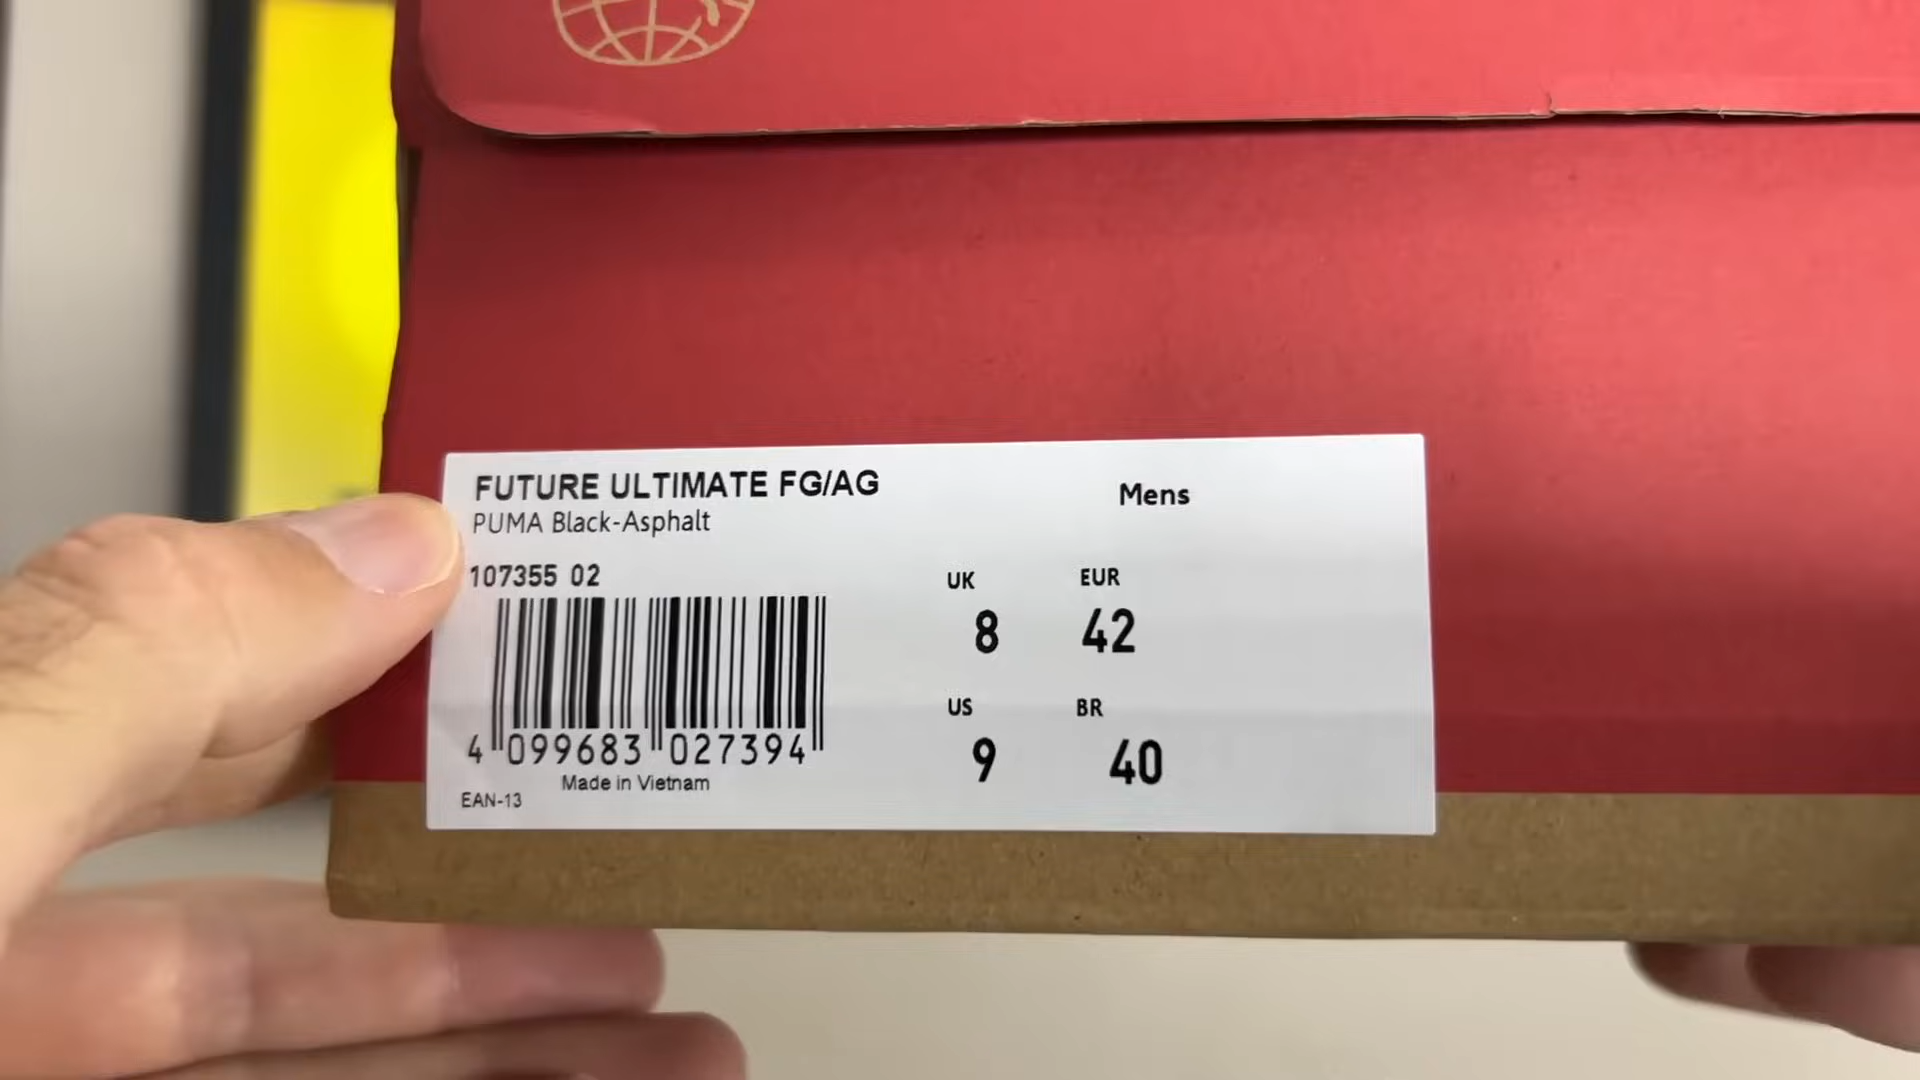 FUTURE ULTIMATE FG/AG
Mens
PUMA Black-Asphalt
107355 02
UK EUR
8 42
US BR
9 40
4 099683 027394
Made in Vietnam
EAN-13